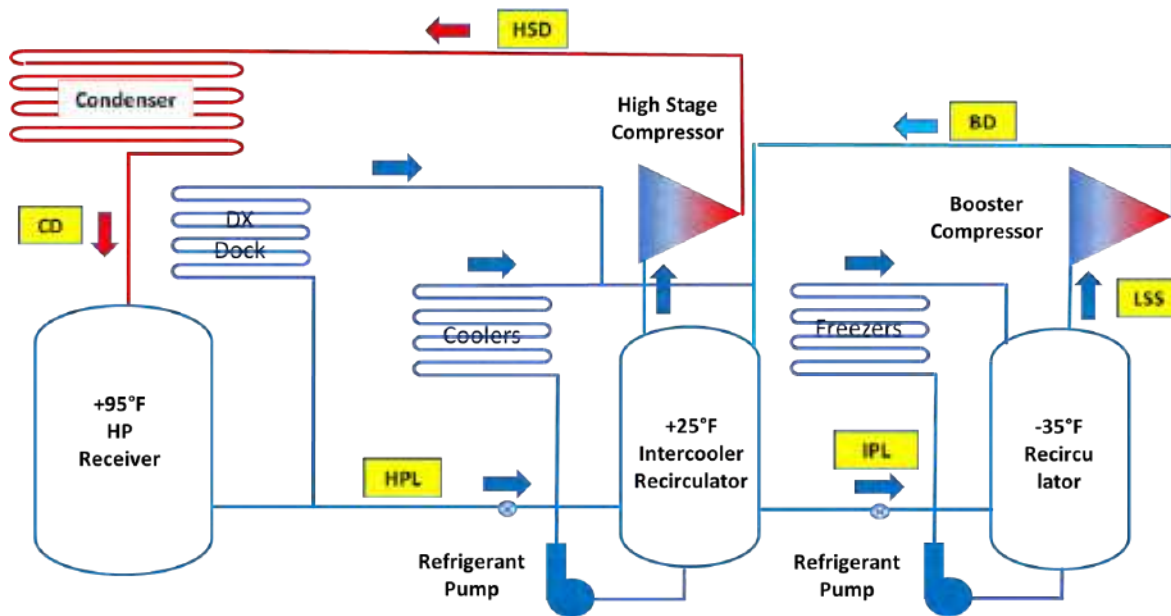 HSD
Condenser
High Stage
Compressor
BD
DX
Dock
Booster
Compressor
CD
LSS
Coolers
Freezers
+95°F
HP
Receiver
+25°F
Intercooler
Recirculator
-35°F
Recircu
lator
HPL
IPL
Refrigerant
Pump
Refrigerant
Pump